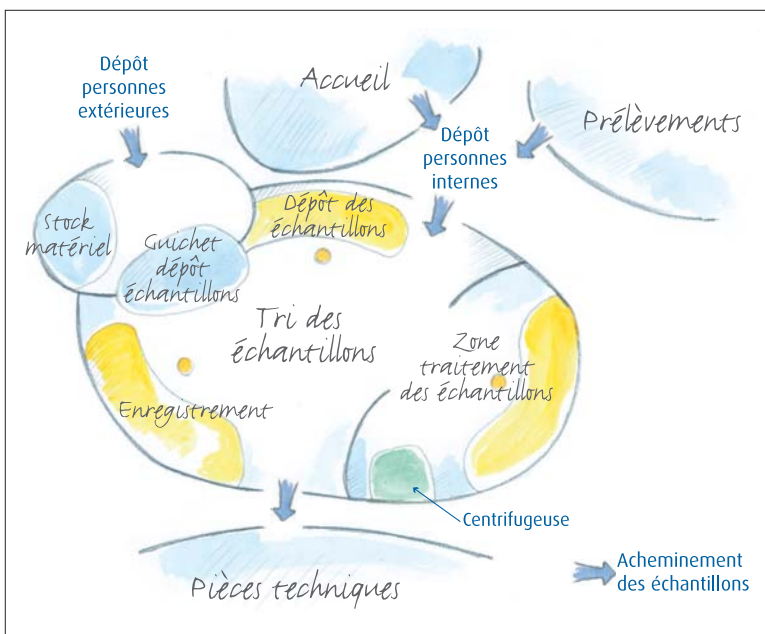 Dépôt
personnes
extérieures
Accueil
Prélèvements
Dépôt
personnes
internes
Stock
matériel
Guichet
dépôt
échantillons
Dépôt des
échantillons
Tri des
échantillons
Zone
traitement
des échantillons
Enregistrement
Centrifugeuse
Pièces techniques
Acheminement
des échantillons